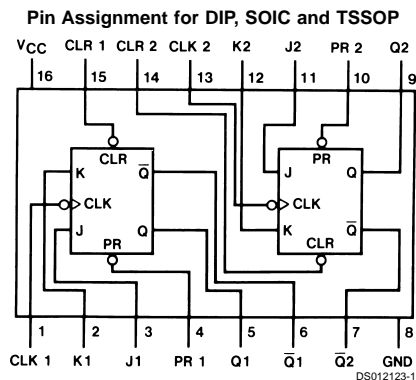 Pin Assignment for DIP, SOIC and TSSOP
VCC CLR 1 CLR 2 CLK 2 K2 J2 PR 2 Q2
16 15 14 13 12 11 10 9
CLR PR
K Q̅ J Q
CLK CLK
J Q K Q̅
PR CLR
1 2 3 4 5 6 7 8
CLK 1 K1 J1 PR 1 Q1 Q̅1 Q̅2 GND
DS012123-1